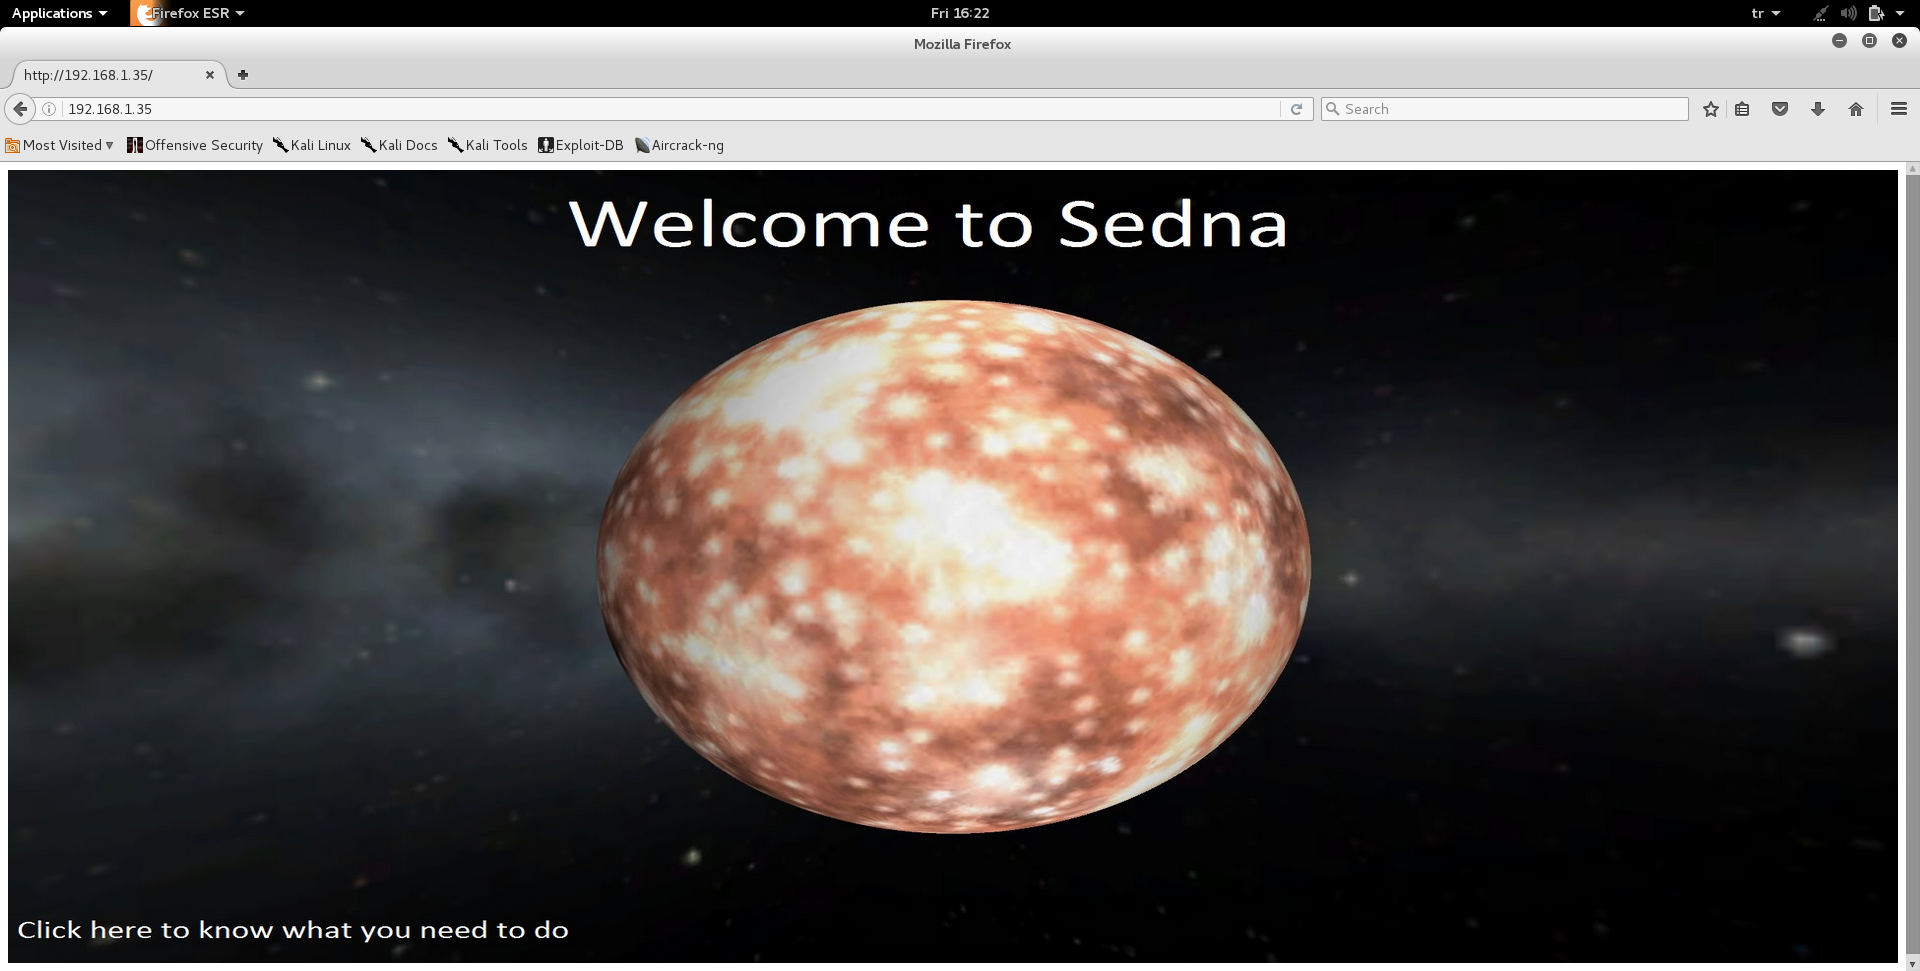 Applications Firefox ESR Fri 16:22 tr
Mozilla Firefox
http://192.168.1.35/
192.168.1.35 Search
Most Visited Offensive Security Kali Linux Kali Docs Kali Tools Exploit-DB Aircrack-ng
Welcome to Sedna
Click here to know what you need to do